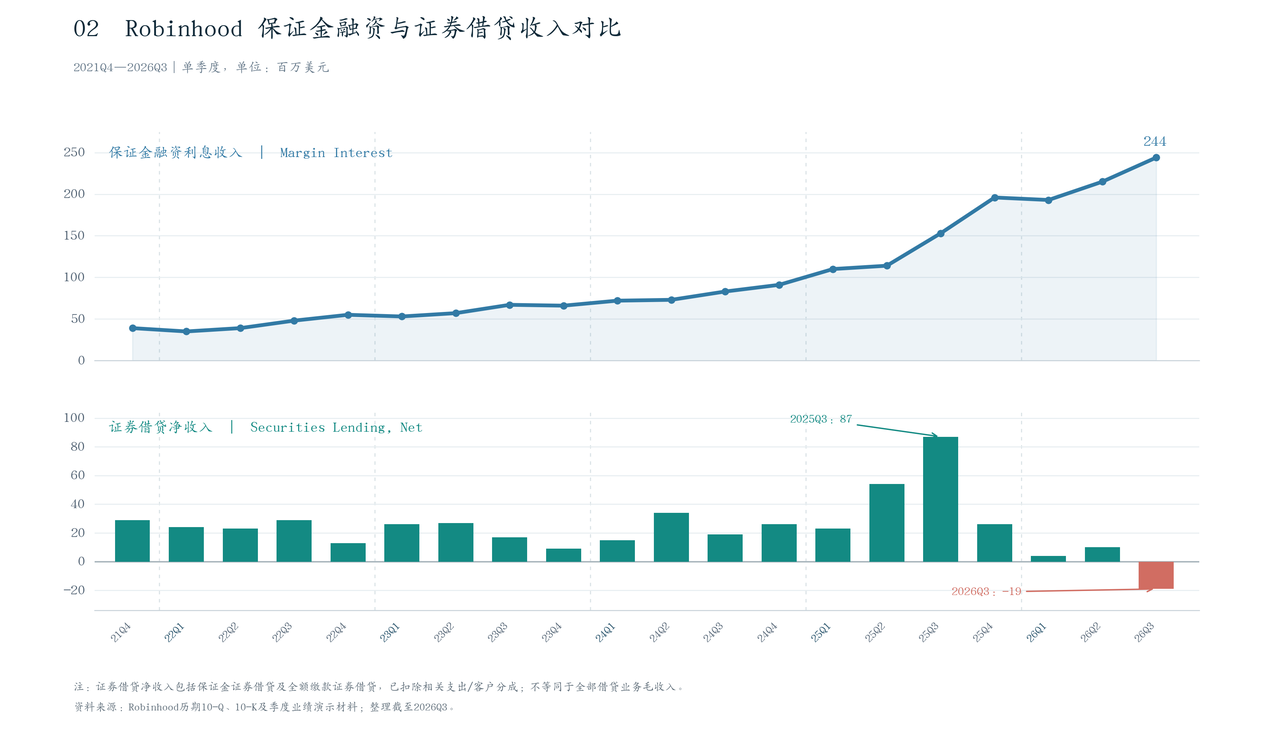 02 Robinhood 保证金融资与证券借贷收入对比
2021Q4—2026Q3｜单季度，单位：百万美元
保证金融资利息收入 ｜ Margin Interest
244
250
200
150
100
50
0
证券借贷净收入 ｜ Securities Lending, Net
2025Q3：87
100
80
60
40
20
0
-20
2026Q3：-19
21Q4 22Q1 22Q2 22Q3 22Q4 23Q1 23Q2 23Q3 23Q4 24Q1 24Q2 24Q3 24Q4 25Q1 25Q2 25Q3 25Q4 26Q1 26Q2 26Q3
注：证券借贷净收入包括保证金证券借贷及全额缴款证券借贷，已扣除相关支出/客户分成；不等同于全部借贷业务毛收入。
资料来源：Robinhood历期10-Q、10-K及季度业绩演示材料；整理截至2026Q3。